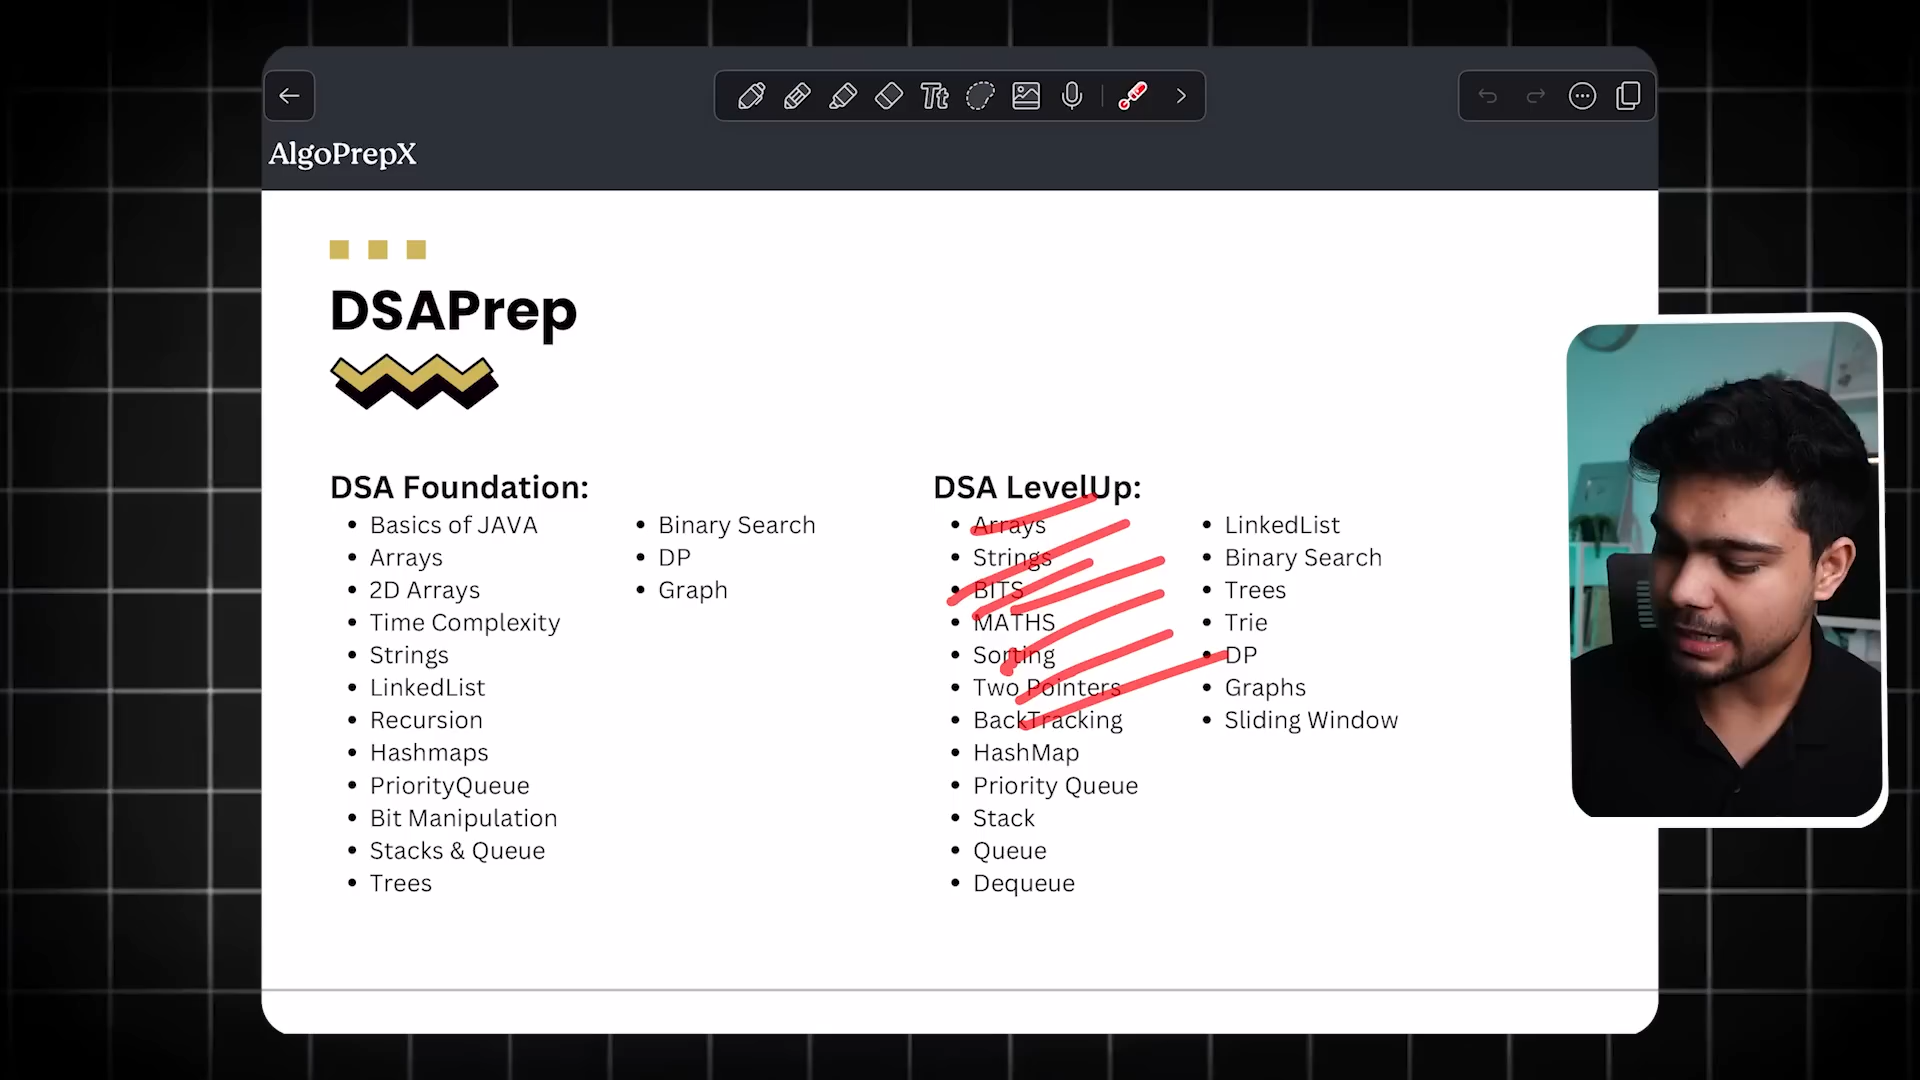 AlgoPrepX
DSAPrep
DSA Foundation:
Basics of JAVA
Arrays
2D Arrays
Time Complexity
Strings
LinkedList
Recursion
Hashmaps
PriorityQueue
Bit Manipulation
Stacks & Queue
Trees
Binary Search
DP
Graph
DSA LevelUp:
Arrays
Strings
BITS
MATHS
Sorting
Two Pointers
BackTracking
HashMap
Priority Queue
Stack
Queue
Dequeue
LinkedList
Binary Search
Trees
Trie
DP
Graphs
Sliding Window